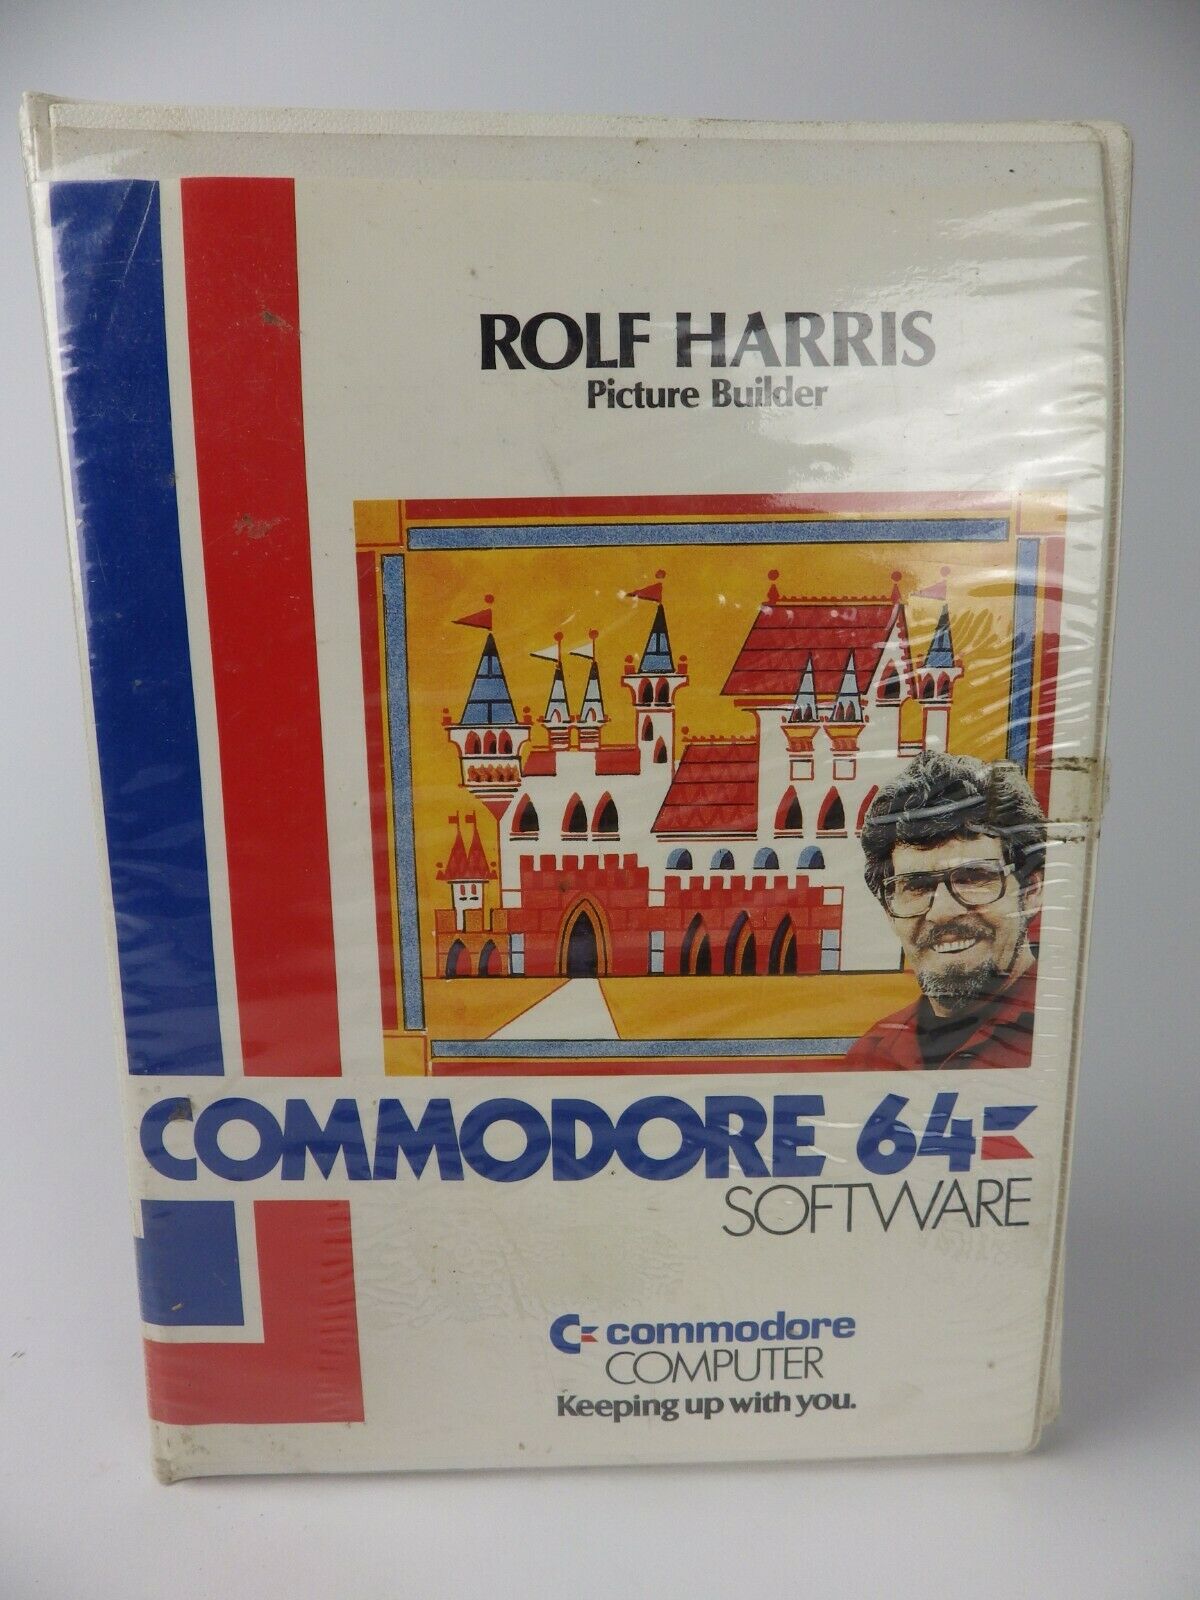 ROLF HARRIS
Picture Builder
COMMODORE 64
SOFTWARE
commodore
COMPUTER
Keeping up with you.